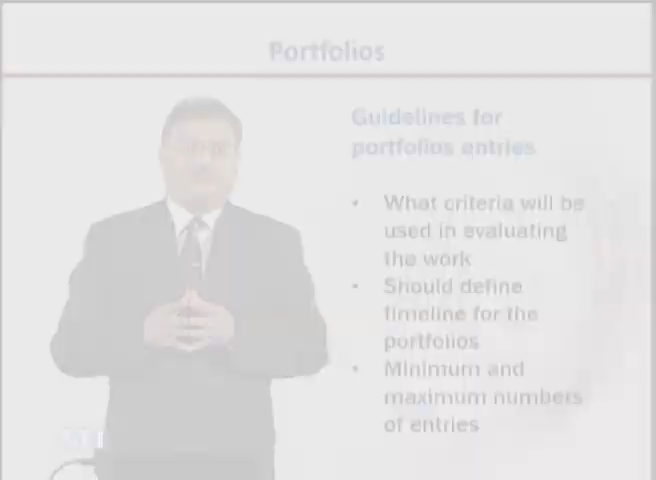 Portfolios
Guidelines for
portfolios entries
• What criteria will be
used in evaluating
the work
• Should define
timeline for the
portfolios
• Minimum and
maximum numbers
of entries